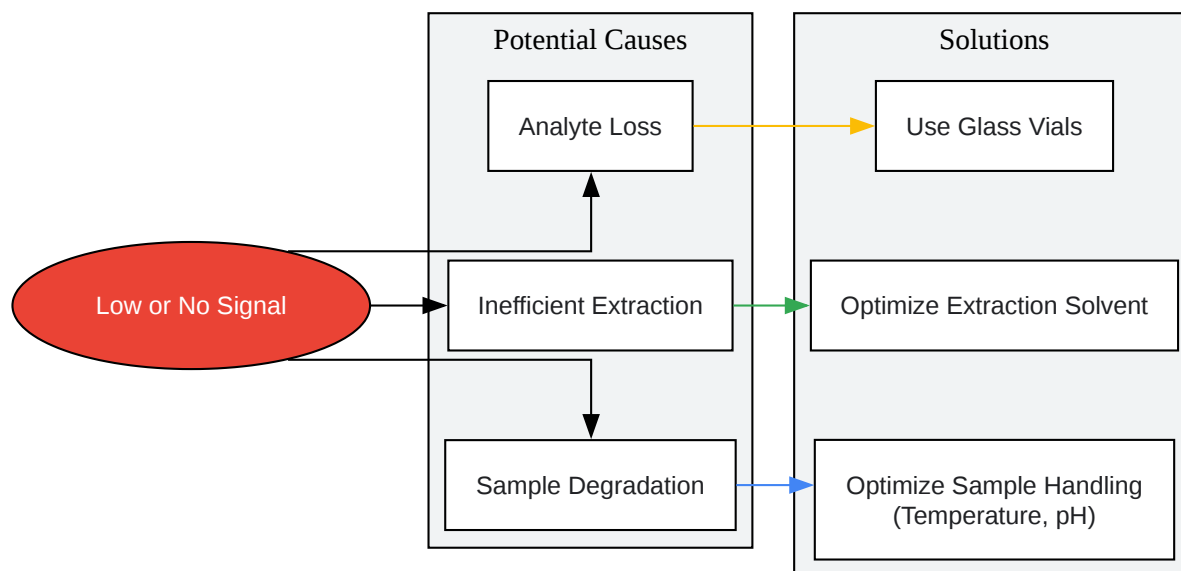 Potential Causes
Solutions
Analyte Loss
Use Glass Vials
Low or No Signal
Inefficient Extraction
Optimize Extraction Solvent
Sample Degradation
Optimize Sample Handling
(Temperature, pH)